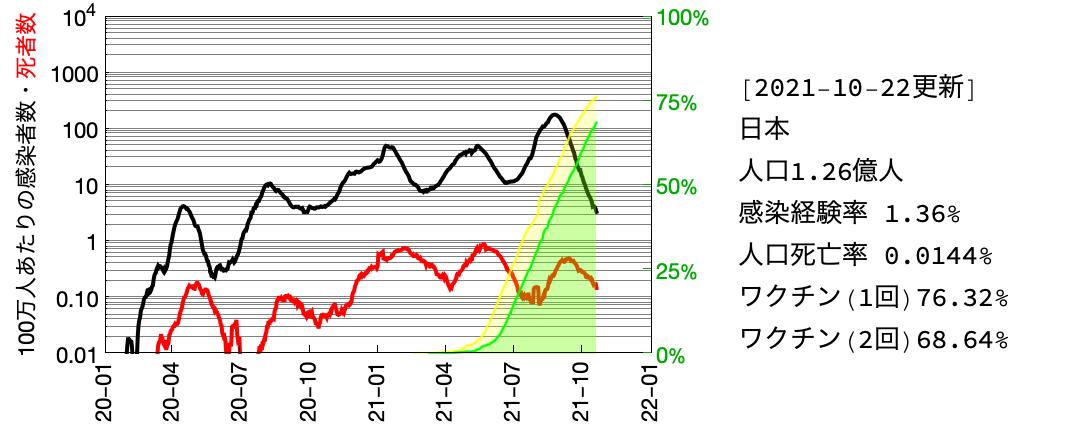 100万人あたりの感染者数・死者数
10⁴
1000
100
10
1
0.10
0.01
100%
75%
50%
25%
0%
20-01
20-04
20-07
20-10
21-01
21-04
21-07
21-10
22-01
[2021-10-22更新]
日本
人口1.26億人
感染経験率 1.36%
人口死亡率 0.0144%
ワクチン(1回)76.32%
ワクチン(2回)68.64%